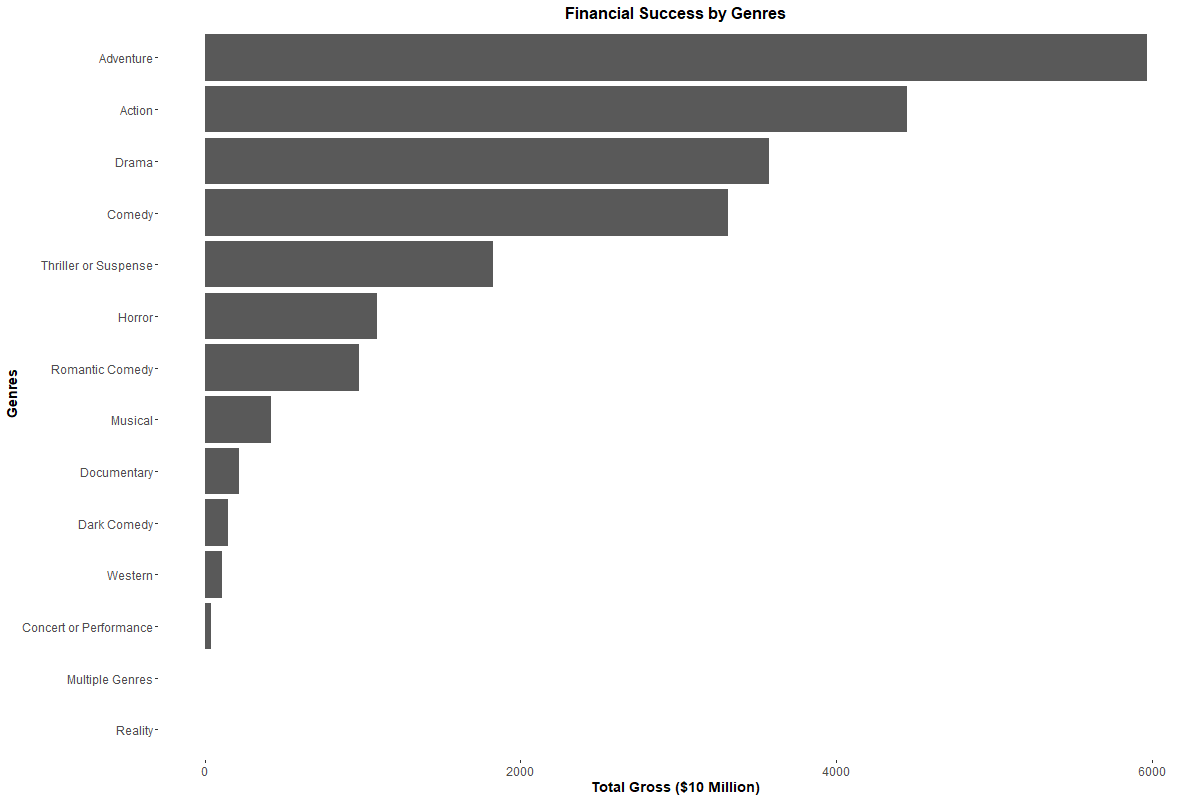 Financial Success by Genres
Adventure
Action
Drama
Comedy
Thriller or Suspense
Horror
Romantic Comedy
Musical
Documentary
Dark Comedy
Western
Concert or Performance
Multiple Genres
Reality
Genres
0 2000 4000 6000
Total Gross ($10 Million)